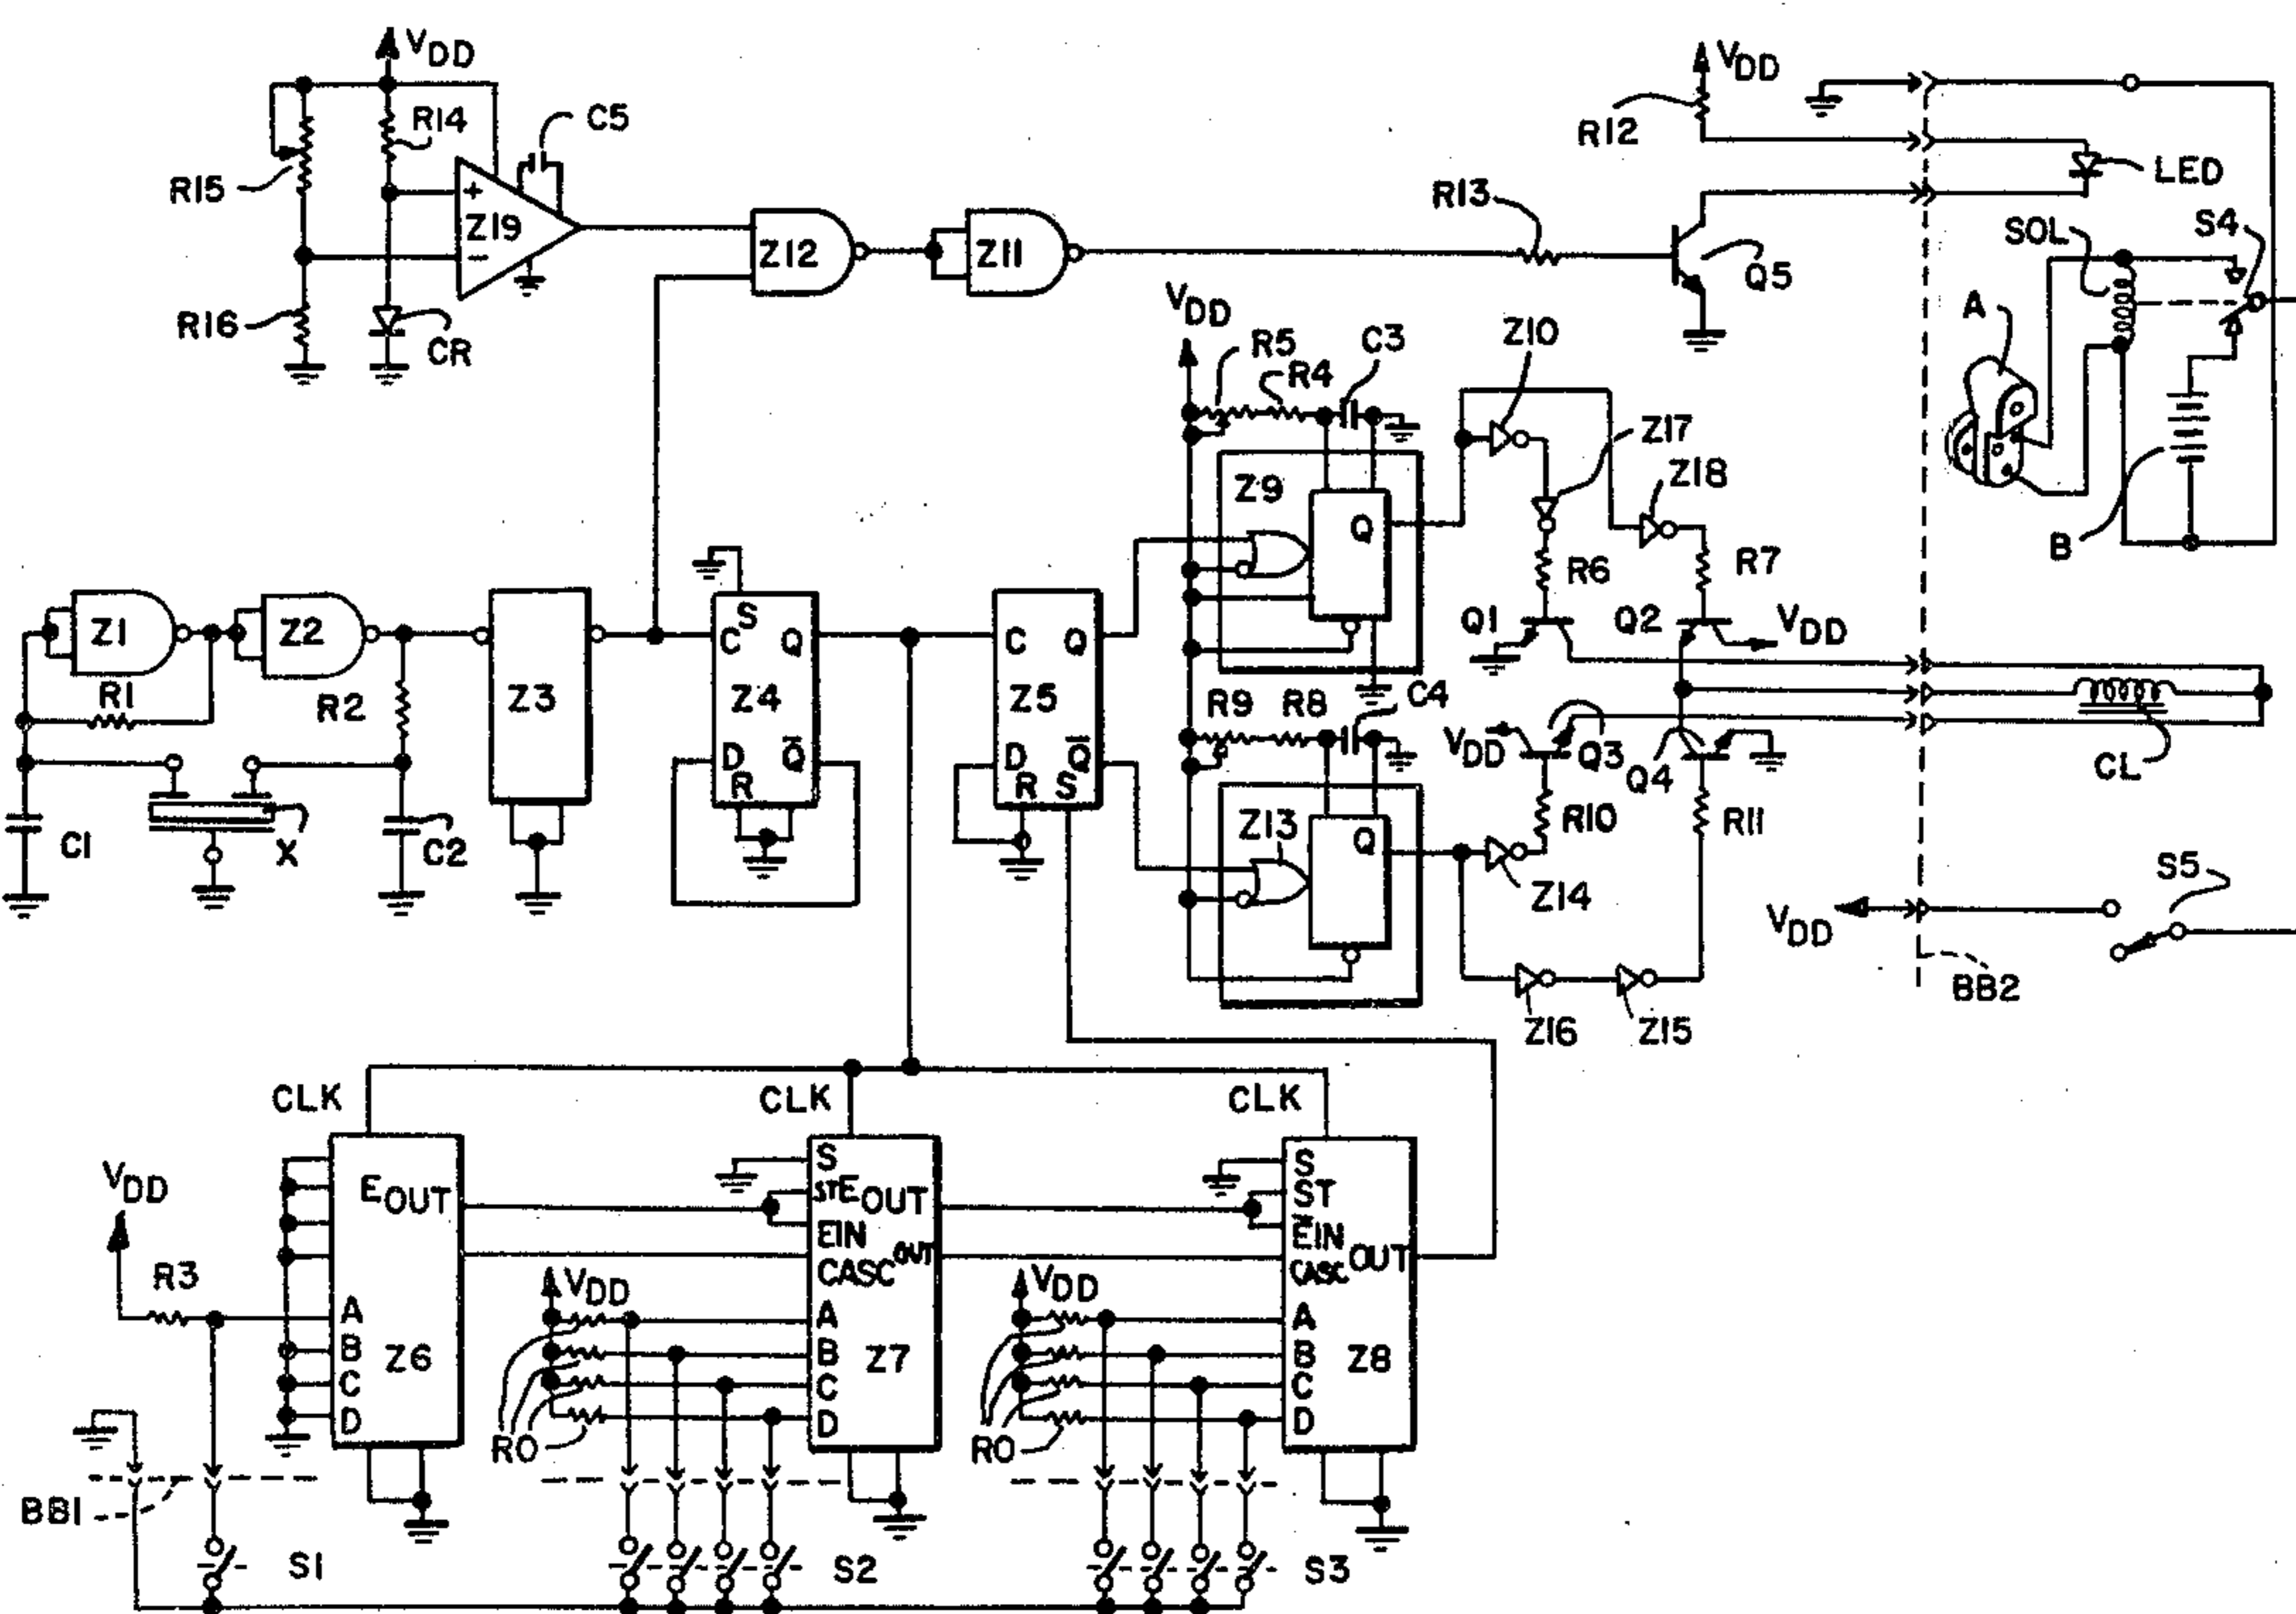 VDD
R14
C5
R15
+
Z19
−
R16
CR
Z12
Z11
R13
VDD
R12
Q5
LED
SOL
S4
A
B
VDD
R5
R4
C3
Z10
Z17
Z18
Z9
Q
R6
R7
Q1
Q2
VDD
Z1
Z2
R1
R2
C1
X
C2
Z3
S
C Q
Z4
D Q̄
R
C Q
Z5
D Q̄
R S
R9 R8 C4
VDD
Q3
Q4
CL
Z13
Q
R10
R11
Z14
Z16
Z15
S5
VDD
BB2
CLK
CLK
CLK
VDD
R3
EOUT
A
B
C
D
Z6
S
ST EOUT
EIN
CASC OUT
VDD
A
B
C
D
Z7
RO
S
ST
EIN
CASC OUT
VDD
A
B
C
D
Z8
RO
BB1
S1
S2
S3